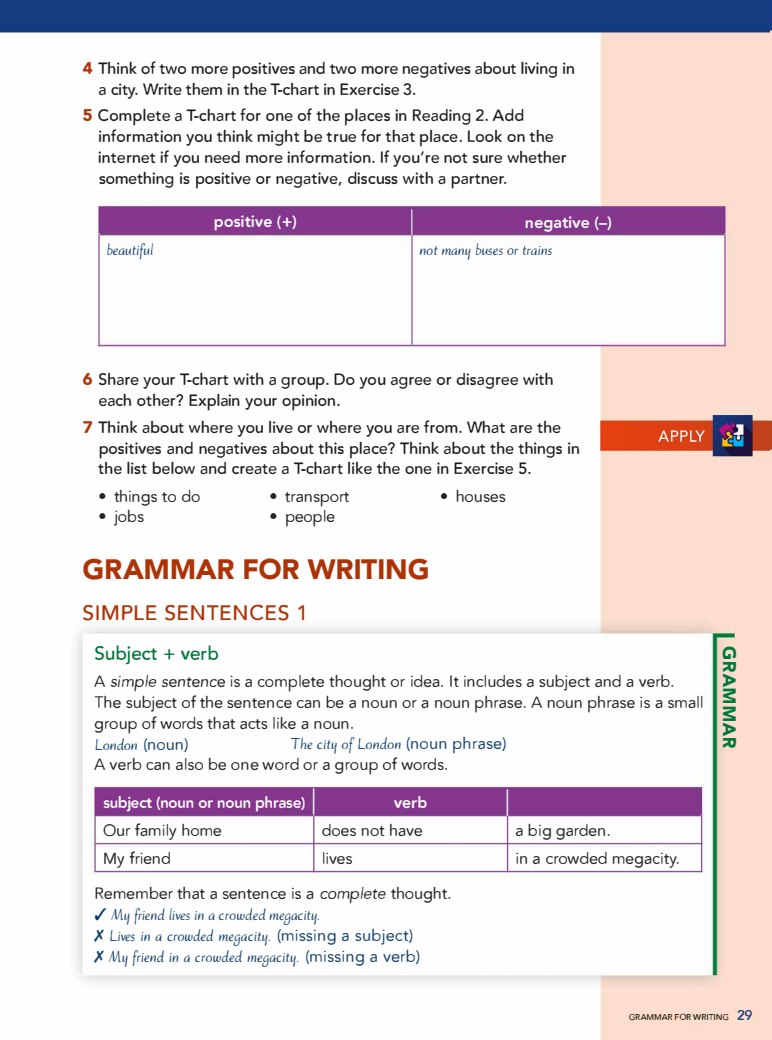 4 Think of two more positives and two more negatives about living in
a city. Write them in the T-chart in Exercise 3.
5 Complete a T-chart for one of the places in Reading 2. Add
information you think might be true for that place. Look on the
internet if you need more information. If you're not sure whether
something is positive or negative, discuss with a partner.
positive (+) negative (–)
beautiful not many buses or trains
6 Share your T-chart with a group. Do you agree or disagree with
each other? Explain your opinion.
7 Think about where you live or where you are from. What are the
positives and negatives about this place? Think about the things in
the list below and create a T-chart like the one in Exercise 5.
APPLY
• things to do • transport • houses
• jobs • people
GRAMMAR FOR WRITING
SIMPLE SENTENCES 1
GRAMMAR
Subject + verb
A simple sentence is a complete thought or idea. It includes a subject and a verb.
The subject of the sentence can be a noun or a noun phrase. A noun phrase is a small
group of words that acts like a noun.
London (noun) The city of London (noun phrase)
A verb can also be one word or a group of words.
subject (noun or noun phrase) verb
Our family home does not have a big garden.
My friend lives in a crowded megacity.
Remember that a sentence is a complete thought.
✓ My friend lives in a crowded megacity.
✗ Lives in a crowded megacity. (missing a subject)
✗ My friend in a crowded megacity. (missing a verb)
GRAMMAR FOR WRITING 29